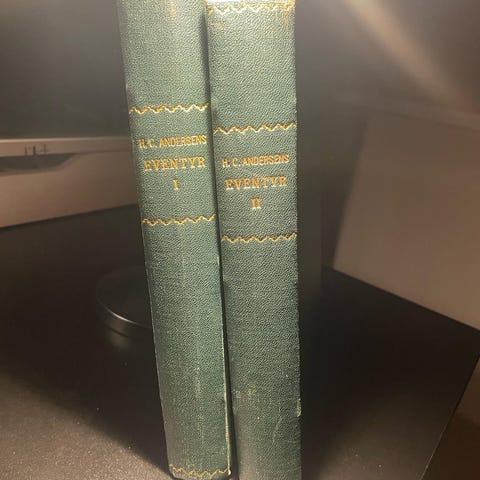 H. C. ANDERSENS
EVENTYR
I
H. C. ANDERSENS
EVENTYR
II